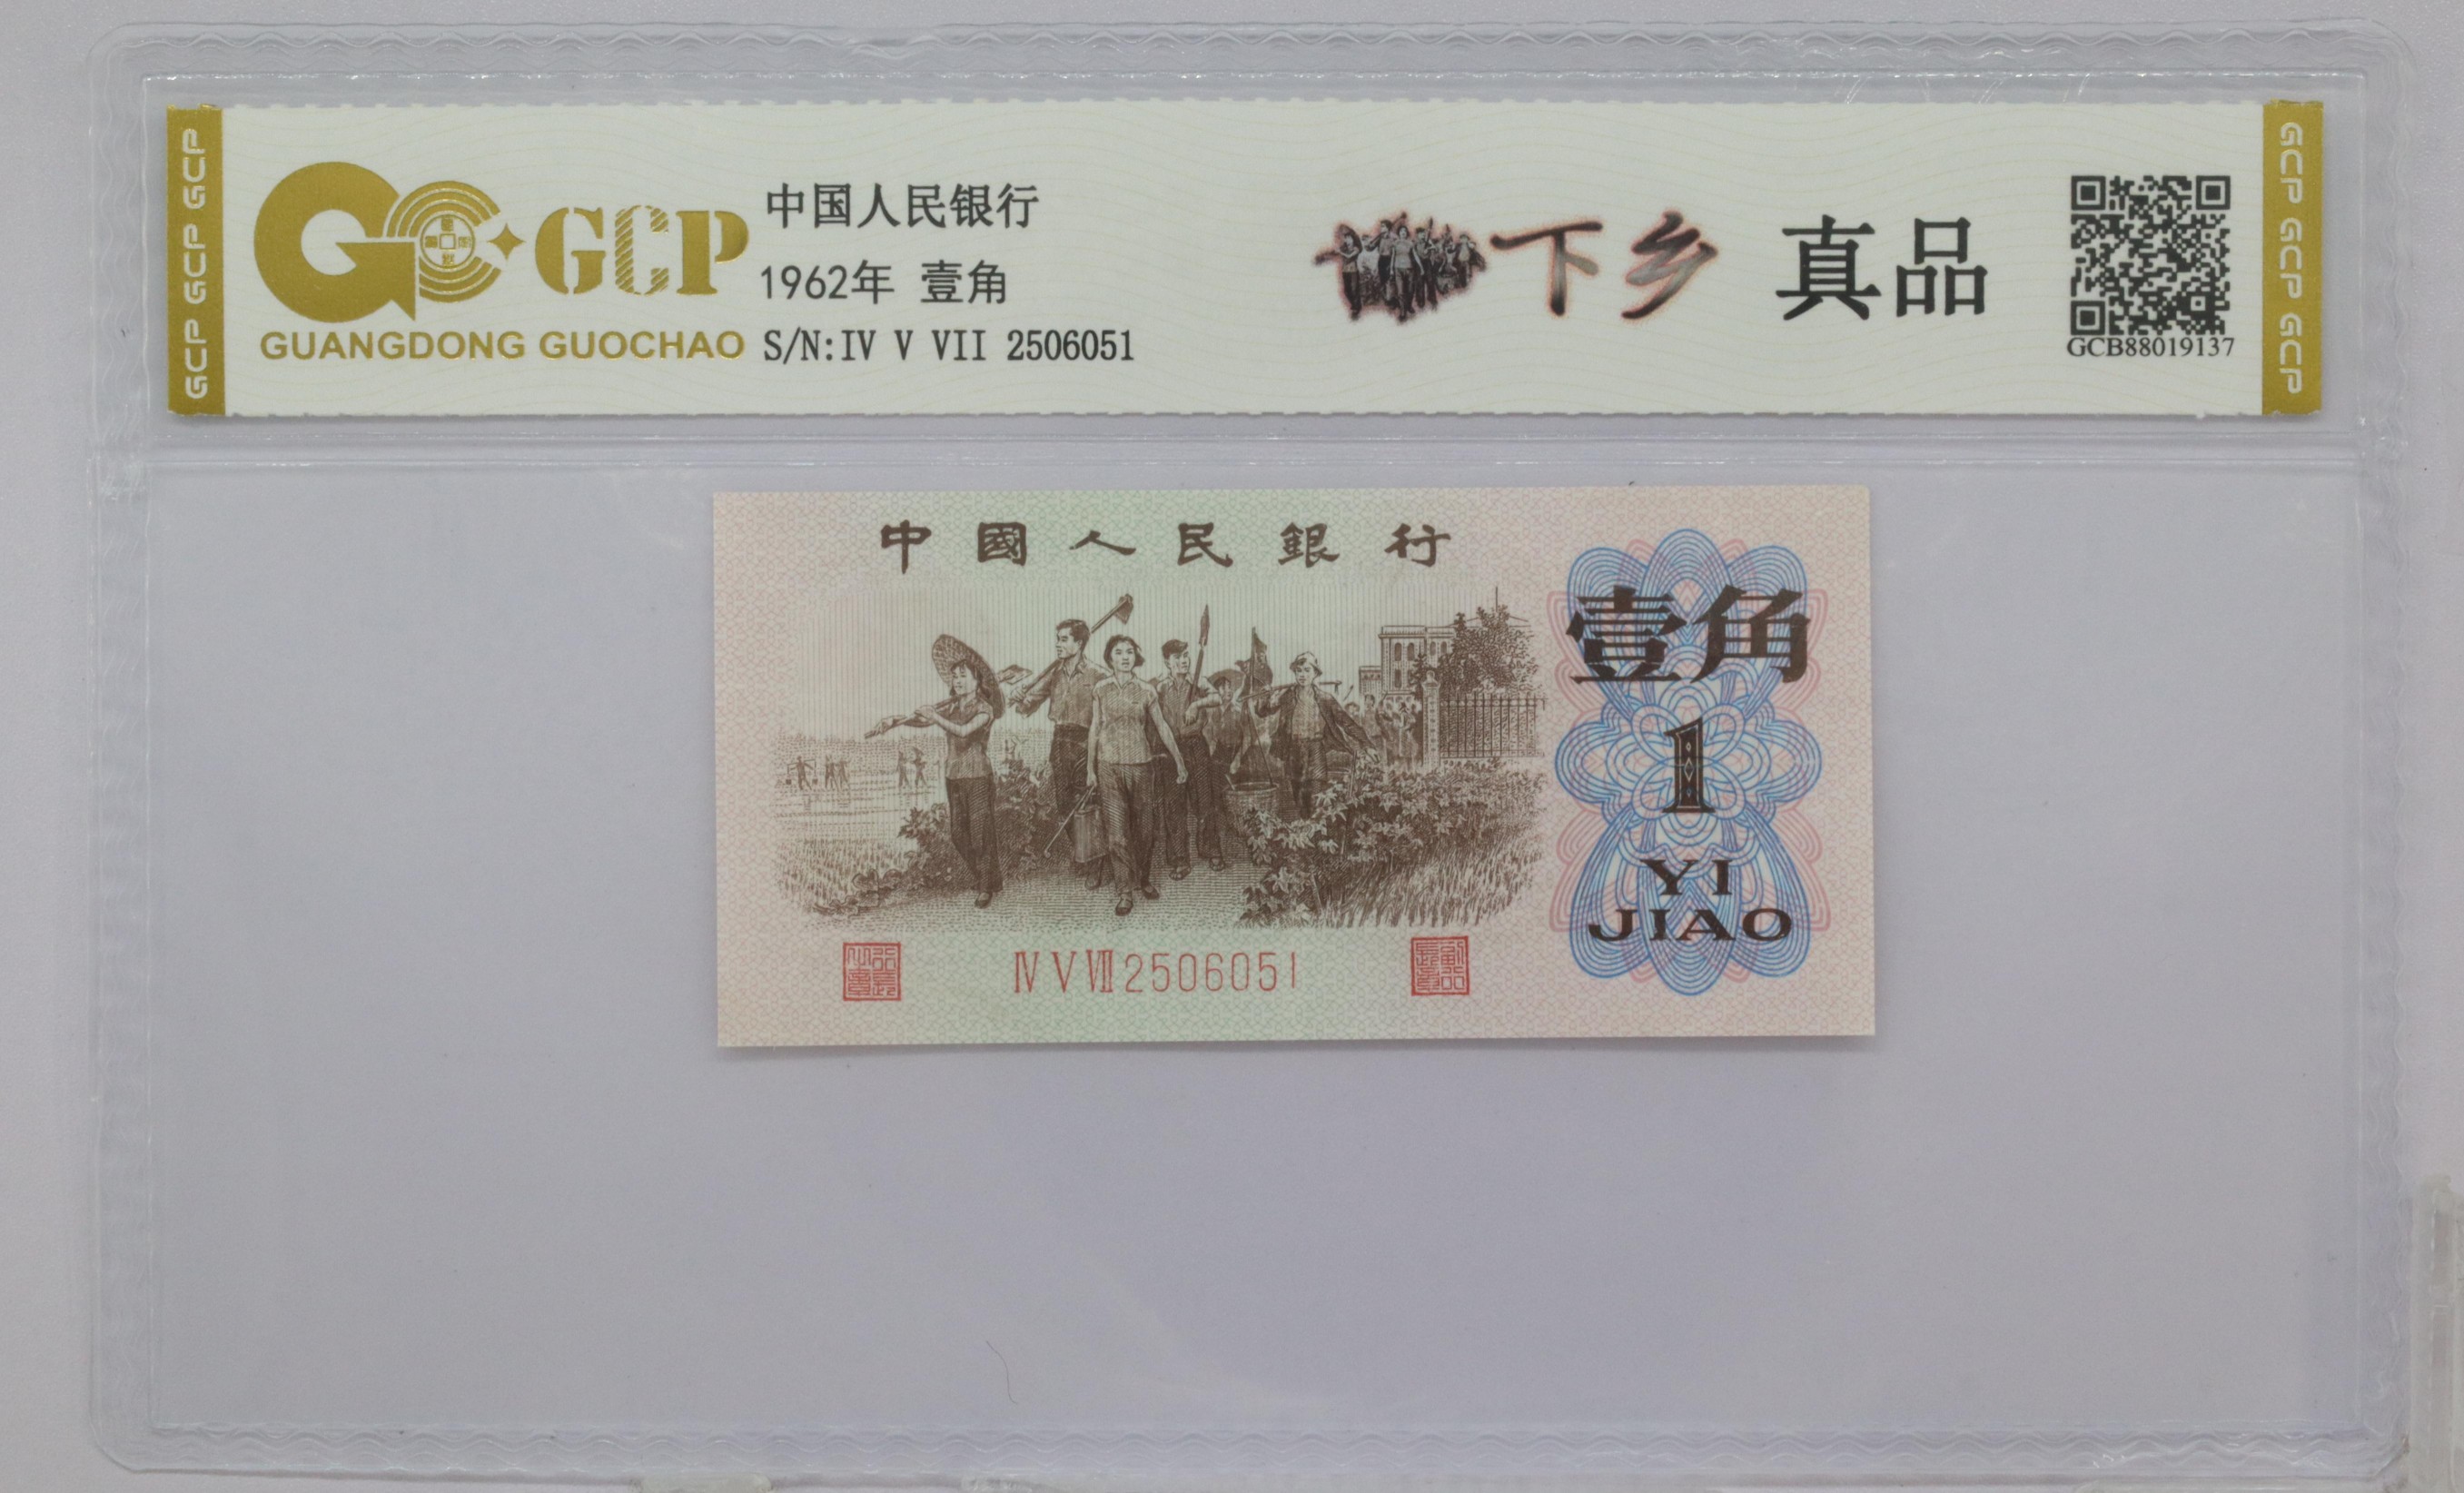 GCP GCP GCP
GCP
GUANGDONG GUOCHAO
中国人民银行
1962年 壹角
S/N:IV V VII 2506051
下乡 真品
GCB88019137
GCP GCP GCP
中國人民銀行
壹角
1
YI
JIAO
Ⅳ Ⅴ Ⅶ 2506051